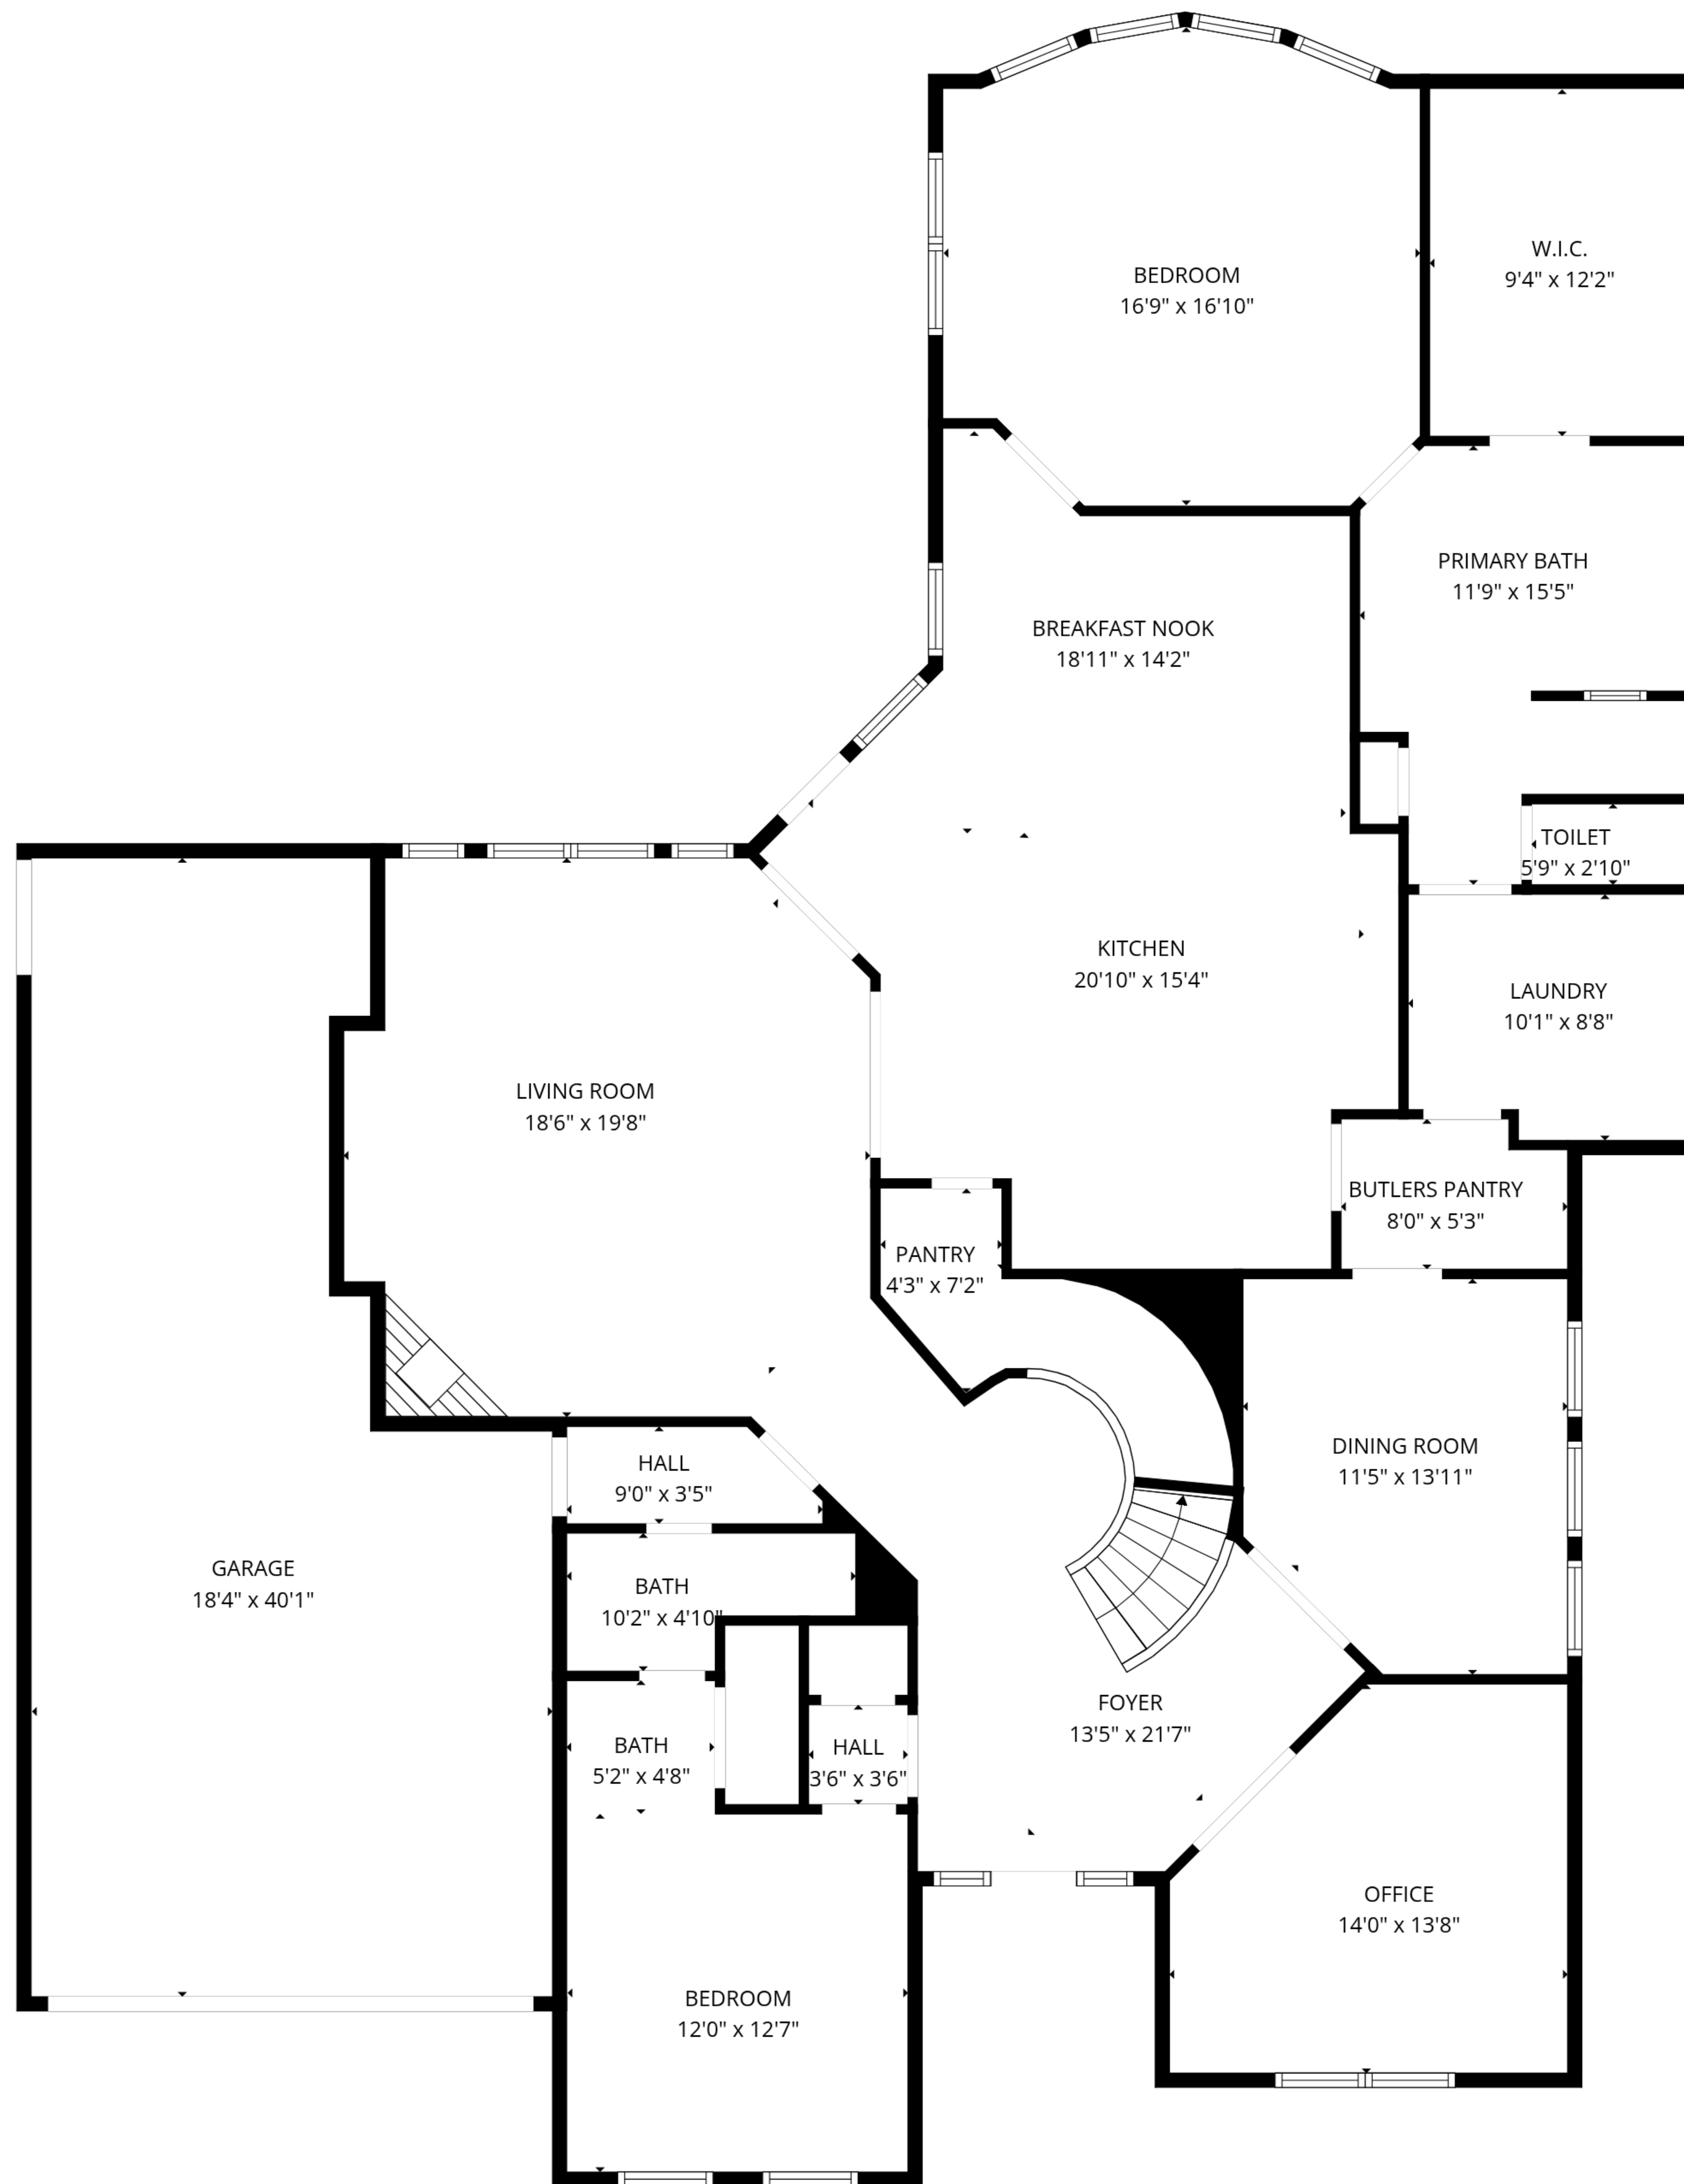 BEDROOM
16'9" x 16'10"
W.I.C.
9'4" x 12'2"
PRIMARY BATH
11'9" x 15'5"
BREAKFAST NOOK
18'11" x 14'2"
TOILET
5'9" x 2'10"
KITCHEN
20'10" x 15'4"
LAUNDRY
10'1" x 8'8"
LIVING ROOM
18'6" x 19'8"
BUTLERS PANTRY
8'0" x 5'3"
PANTRY
4'3" x 7'2"
DINING ROOM
11'5" x 13'11"
HALL
9'0" x 3'5"
GARAGE
18'4" x 40'1"
BATH
10'2" x 4'10"
FOYER
13'5" x 21'7"
BATH
5'2" x 4'8"
HALL
3'6" x 3'6"
OFFICE
14'0" x 13'8"
BEDROOM
12'0" x 12'7"